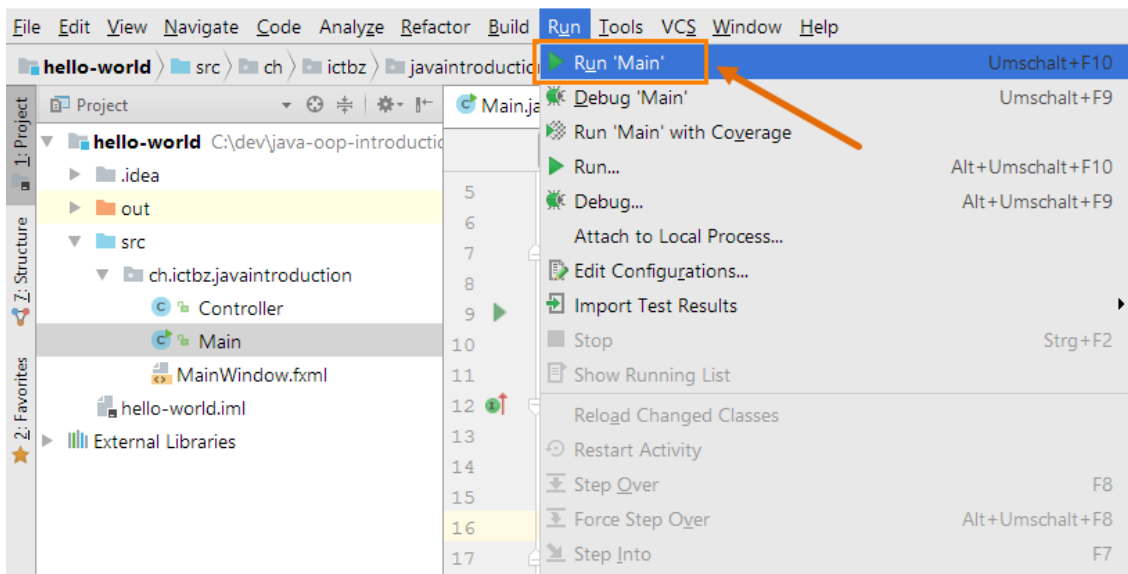 File Edit View Navigate Code Analyze Refactor Build Run Tools VCS Window Help
hello-world src ch ictbz javaintroductio
Project
Main.ja
1: Project
hello-world C:\dev\java-oop-introductio
.idea
out
src
ch.ictbz.javaintroduction
Controller
Main
MainWindow.fxml
hello-world.iml
External Libraries
7: Structure
2: Favorites
5
6
7
8
9
10
11
12
13
14
15
16
17
Run 'Main' Umschalt+F10
Debug 'Main' Umschalt+F9
Run 'Main' with Coverage
Run... Alt+Umschalt+F10
Debug... Alt+Umschalt+F9
Attach to Local Process...
Edit Configurations...
Import Test Results
Stop Strg+F2
Show Running List
Reload Changed Classes
Restart Activity
Step Over F8
Force Step Over Alt+Umschalt+F8
Step Into F7